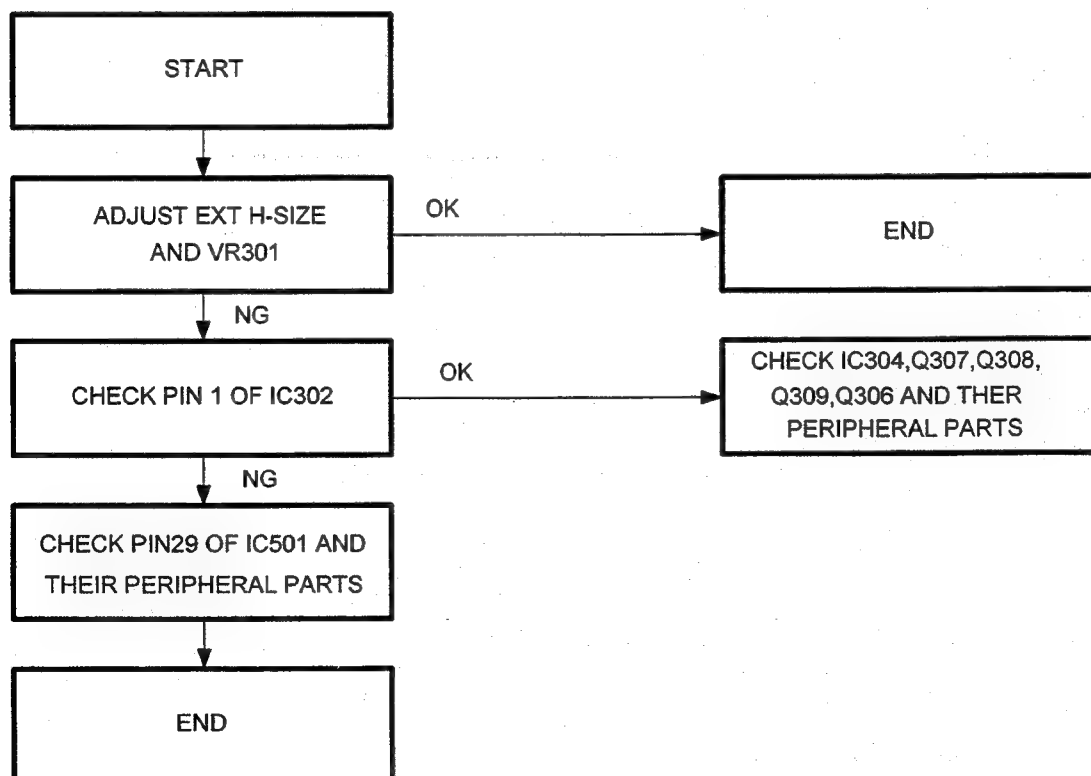 START
ADJUST EXT H-SIZE
AND VR301
OK
END
NG
CHECK PIN 1 OF IC302
OK
CHECK IC304,Q307,Q308,
Q309,Q306 AND THER
PERIPHERAL PARTS
NG
CHECK PIN29 OF IC501 AND
THEIR PERIPHERAL PARTS
END